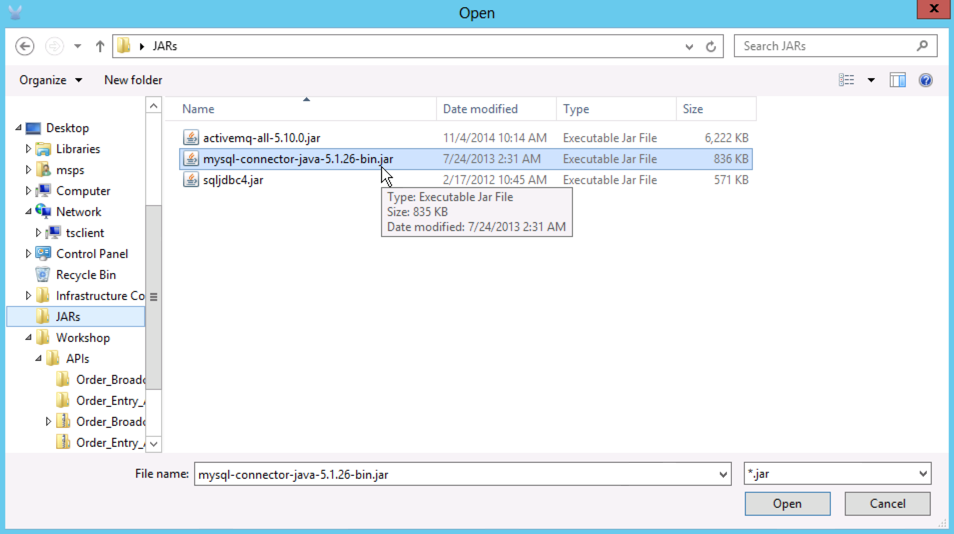 Open
x
JARs
Search JARs
Organize
New folder
Name
Date modified
Type
Size
activemq-all-5.10.0.jar 11/4/2014 10:14 AM Executable Jar File 6,222 KB
mysql-connector-java-5.1.26-bin.jar 7/24/2013 2:31 AM Executable Jar File 836 KB
sqljdbc4.jar 2/17/2012 10:45 AM Executable Jar File 571 KB
Type: Executable Jar File
Size: 835 KB
Date modified: 7/24/2013 2:31 AM
Desktop
Libraries
msps
Computer
Network
tsclient
Control Panel
Recycle Bin
Infrastructure Co
JARs
Workshop
APIs
Order_Broadc
Order_Entry_A
Order_Broadc
Order_Entry_A
File name: mysql-connector-java-5.1.26-bin.jar
*.jar
Open
Cancel